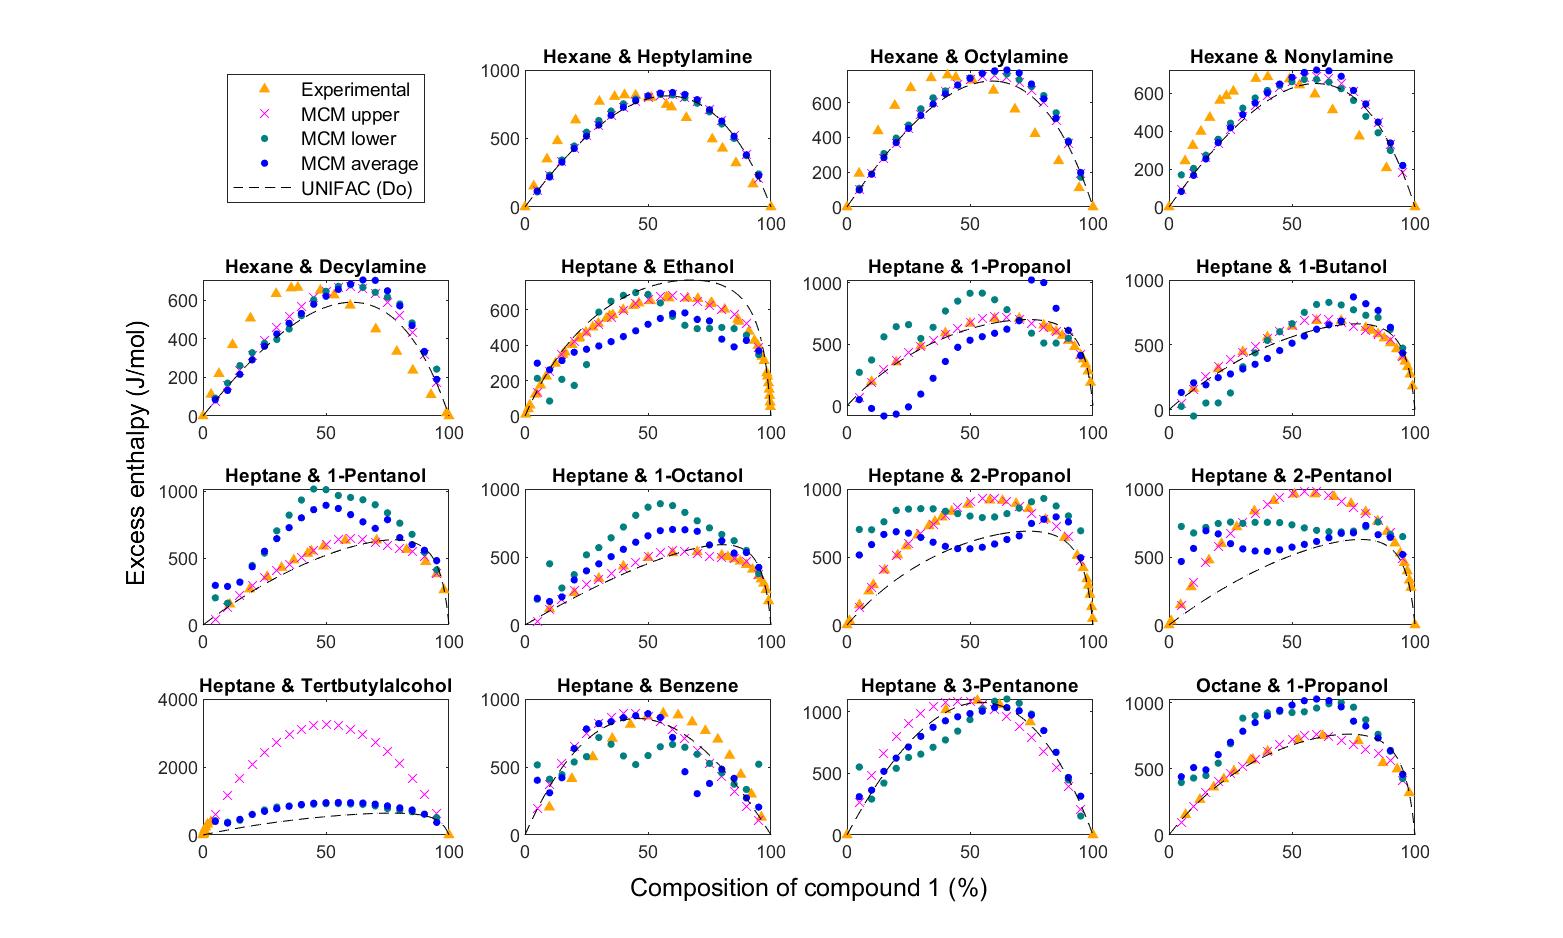 Hexane & Heptylamine
Hexane & Octylamine
Hexane & Nonylamine
Experimental
MCM upper
MCM lower
MCM average
UNIFAC (Do)
1000
500
0
0 50 100
600
400
200
0
0 50 100
600
400
200
0
0 50 100
Hexane & Decylamine
Heptane & Ethanol
Heptane & 1-Propanol
Heptane & 1-Butanol
600
400
200
0
0 50 100
600
400
200
0
0 50 100
1000
500
0
0 50 100
1000
500
0
0 50 100
Excess enthalpy (J/mol)
Heptane & 1-Pentanol
Heptane & 1-Octanol
Heptane & 2-Propanol
Heptane & 2-Pentanol
1000
500
0
0 50 100
1000
500
0
0 50 100
1000
500
0
0 50 100
1000
500
0
0 50 100
Heptane & Tertbutylalcohol
Heptane & Benzene
Heptane & 3-Pentanone
Octane & 1-Propanol
4000
2000
0
0 50 100
1000
500
0
0 50 100
1000
500
0
0 50 100
1000
500
0
0 50 100
Composition of compound 1 (%)